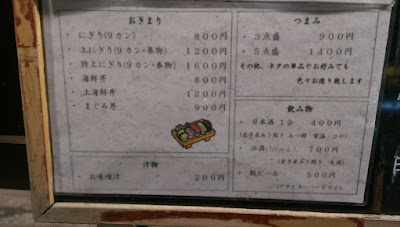 おきまり
・にぎり(9カン) 800円
・上にぎり(9カン・巻物) 1200円
・特上にぎり(9カン・巻物) 1600円
・海鮮丼 800円
・上海鮮丼 1200円
・まぐろ丼 900円
汁物
・お味噌汁 200円
つまみ
・3点盛 900円
・5点盛 1400円
その他、ネタの単品やお好みでも
色々お造り致します
飲み物
・日本酒 1合 400円
・冷酒 700円
・瓶ビール 500円